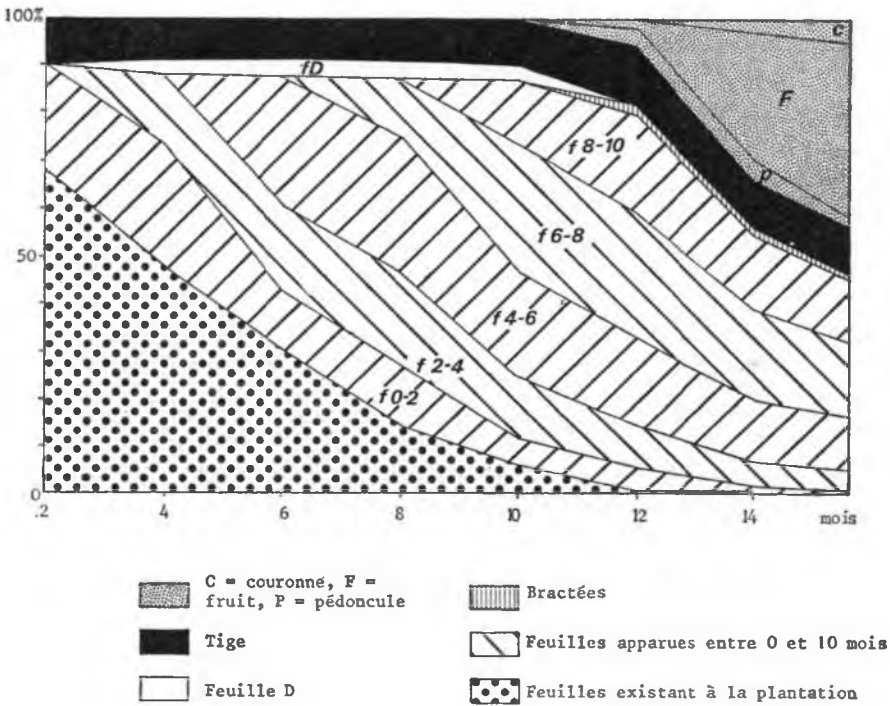 100%
C
fD
F
f 8-10
P
f 6-8
50
f 4-6
f 2-4
f 0-2
0
.2 4 6 8 10 12 14 mois
C = couronné, F =
fruit, P = pédoncule
Bractées
Tige
Feuilles apparues entre 0 et 10 mois
Feuille D
Feuilles existant à la plantation